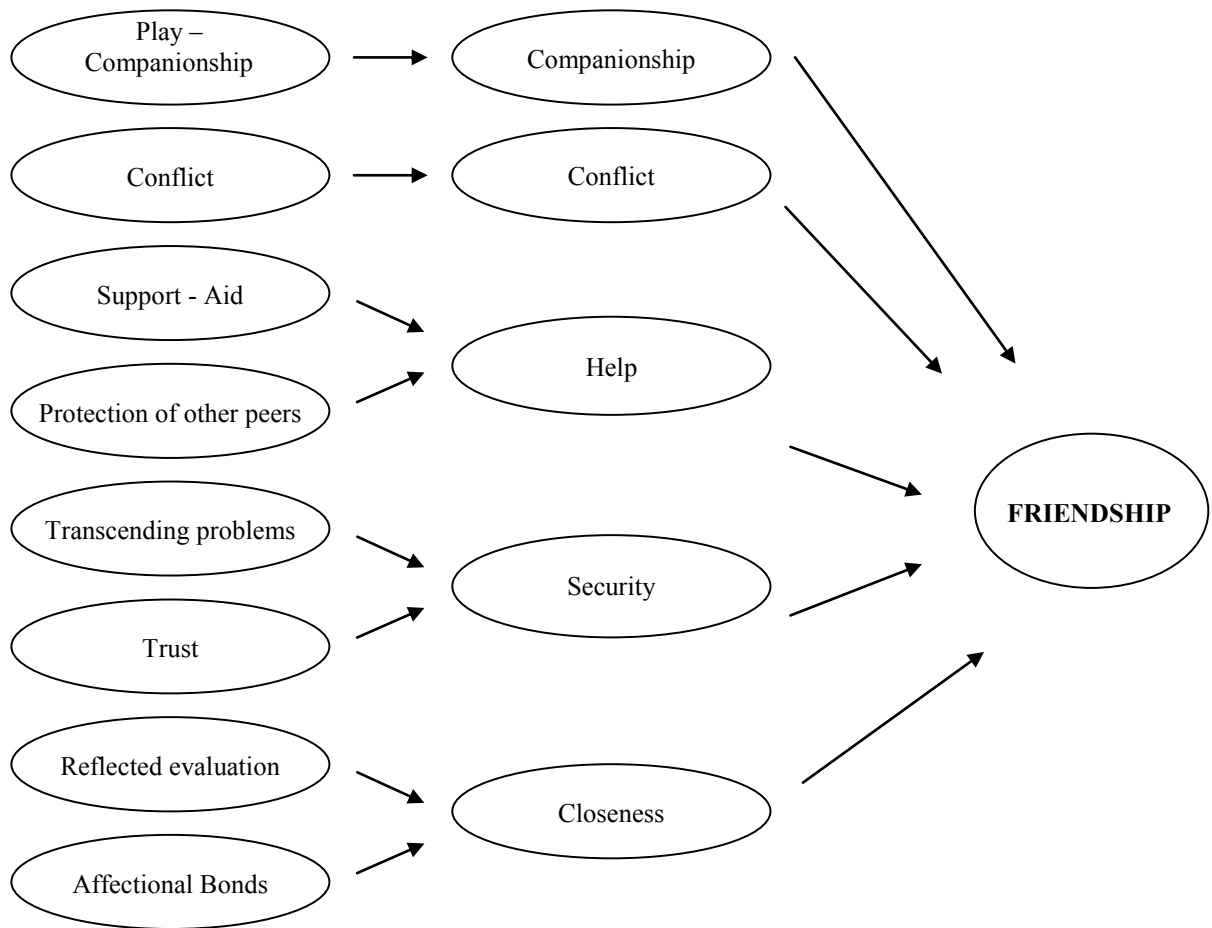 Play –
Companionship
Companionship
Conflict
Conflict
Support - Aid
Help
Protection of other peers
Transcending problems
Security
Trust
FRIENDSHIP
Reflected evaluation
Closeness
Affectional Bonds